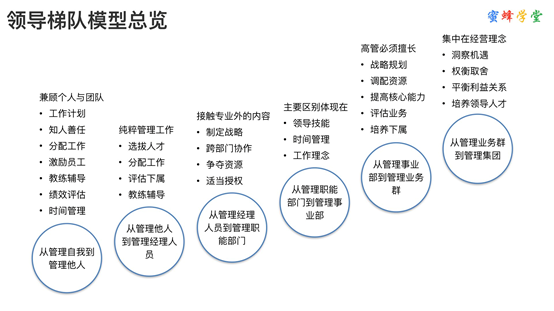 领导梯队模型总览
蜜蜂学堂
兼顾个人与团队
• 工作计划
• 知人善任
• 分配工作
• 激励员工
• 教练辅导
• 绩效评估
• 时间管理
从管理自我到
管理他人
纯粹管理工作
• 选拔人才
• 分配工作
• 评估下属
• 教练辅导
从管理他人
到管理经理人
员
接触专业外的内容
• 制定战略
• 跨部门协作
• 争夺资源
• 适当授权
从管理经理
人员到管理职
能部门
主要区别体现在
• 领导技能
• 时间管理
• 工作理念
从管理职能
部门到管理事
业部
高管必须擅长
• 战略规划
• 调配资源
• 提高核心能力
• 评估业务
• 培养下属
从管理事业
部到管理业务
群
集中在经营理念
• 洞察机遇
• 权衡取舍
• 平衡利益关系
• 培养领导人才
从管理业务群
到管理集团